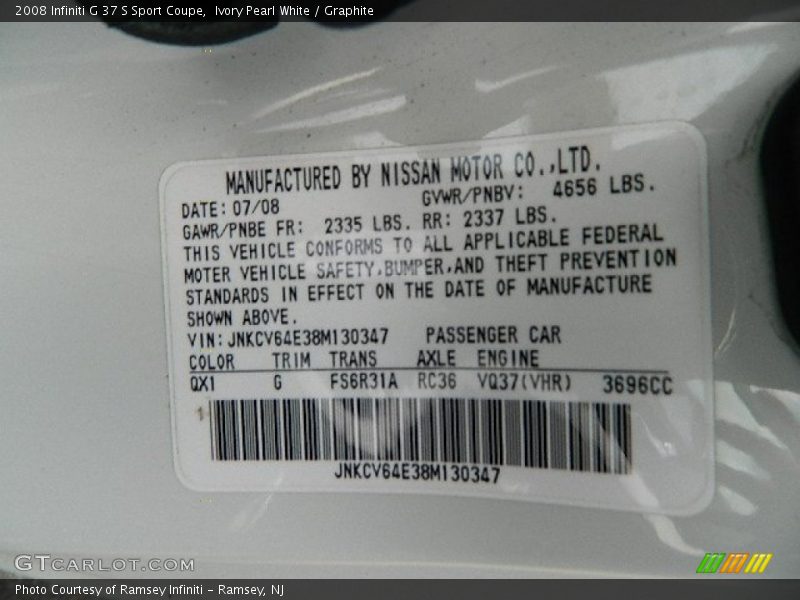 2008 Infiniti G 37 S Sport Coupe, Ivory Pearl White / Graphite
MANUFACTURED BY NISSAN MOTOR CO.,LTD.
DATE: 07/08 GVWR/PNBV: 4656 LBS.
GAWR/PNBE FR: 2335 LBS. RR: 2337 LBS.
THIS VEHICLE CONFORMS TO ALL APPLICABLE FEDERAL
MOTER VEHICLE SAFETY,BUMPER,AND THEFT PREVENTION
STANDARDS IN EFFECT ON THE DATE OF MANUFACTURE
SHOWN ABOVE.
VIN: JNKCV64E38M130347 PASSENGER CAR
COLOR TRIM TRANS AXLE ENGINE
QX1 G FS6R31A RC36 VQ37(VHR) 3696CC
JNKCV64E38M130347
GTCARLOT.COM
Photo Courtesy of Ramsey Infiniti - Ramsey, NJ